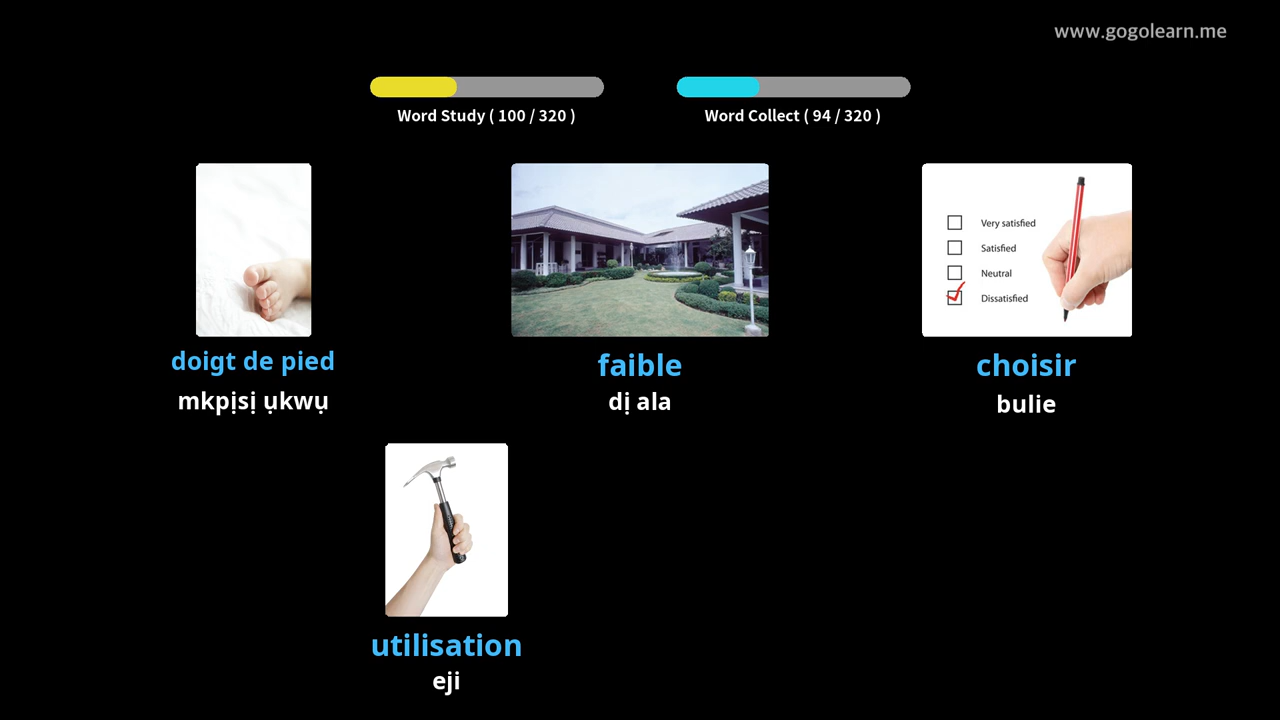 www.gogolearn.me
Word Study ( 100 / 320 )
Word Collect ( 94 / 320 )
Very satisfied
Satisfied
Neutral
Dissatisfied
doigt de pied
mkpịsị ụkwụ
faible
dị ala
choisir
bulie
utilisation
eji